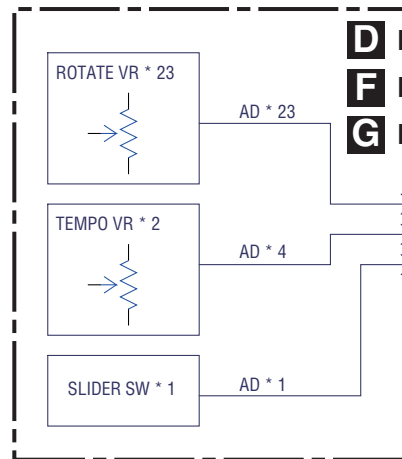 D
ROTATE VR * 23
F
AD * 23
G
TEMPO VR * 2
AD * 4
SLIDER SW * 1
AD * 1